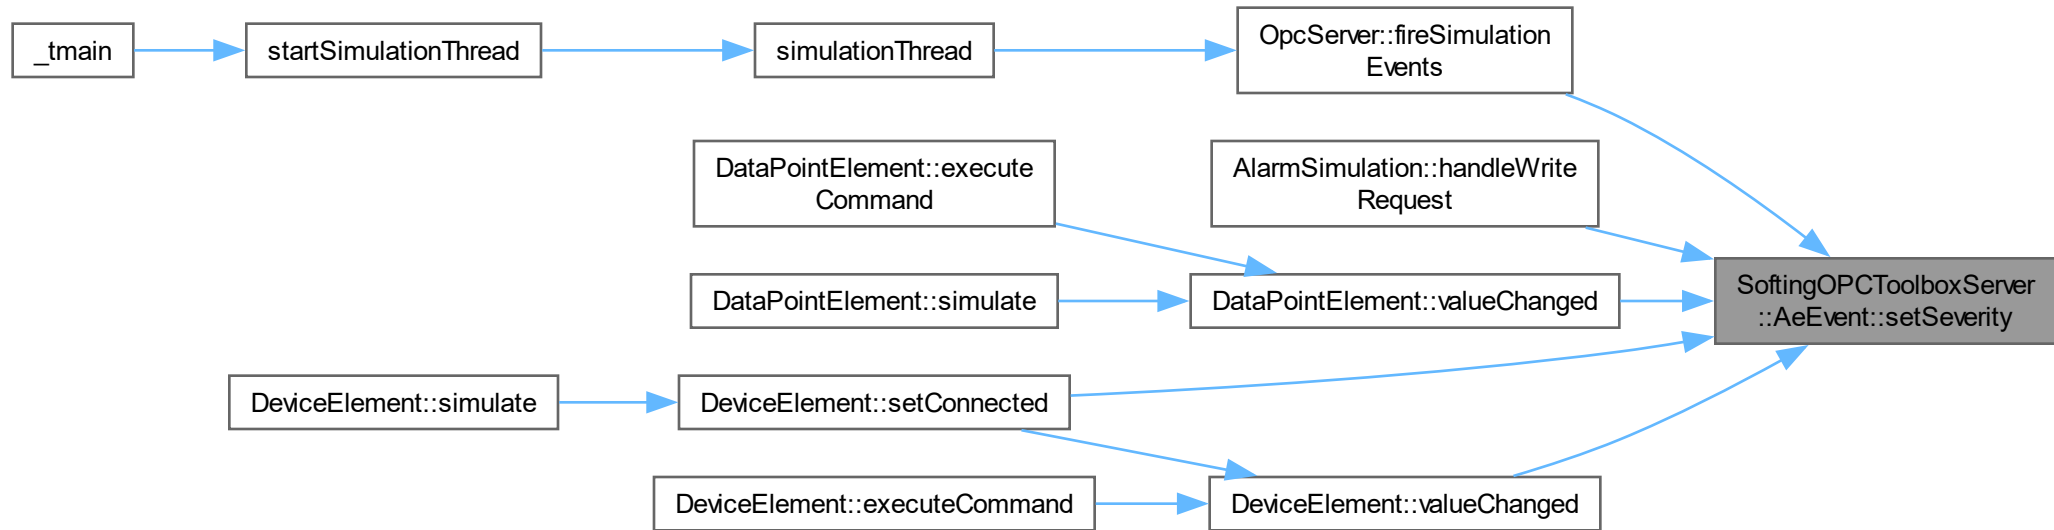 _tmain
startSimulationThread
simulationThread
OpcServer::fireSimulation
Events
DataPointElement::execute
Command
AlarmSimulation::handleWrite
Request
DataPointElement::simulate
DataPointElement::valueChanged
SoftingOPCToolboxServer
::AeEvent::setSeverity
DeviceElement::simulate
DeviceElement::setConnected
DeviceElement::executeCommand
DeviceElement::valueChanged